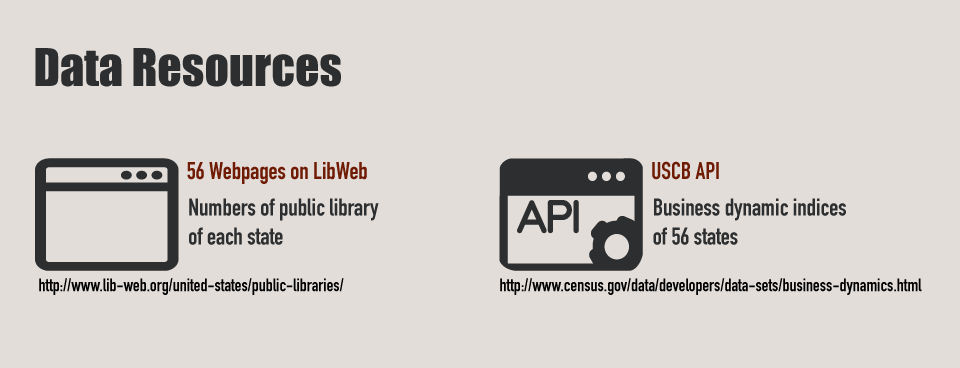 Data Resources
56 Webpages on LibWeb
Numbers of public library
of each state
http://www.lib-web.org/united-states/public-libraries/
API
USCB API
Business dynamic indices
of 56 states
http://www.census.gov/data/developers/data-sets/business-dynamics.html